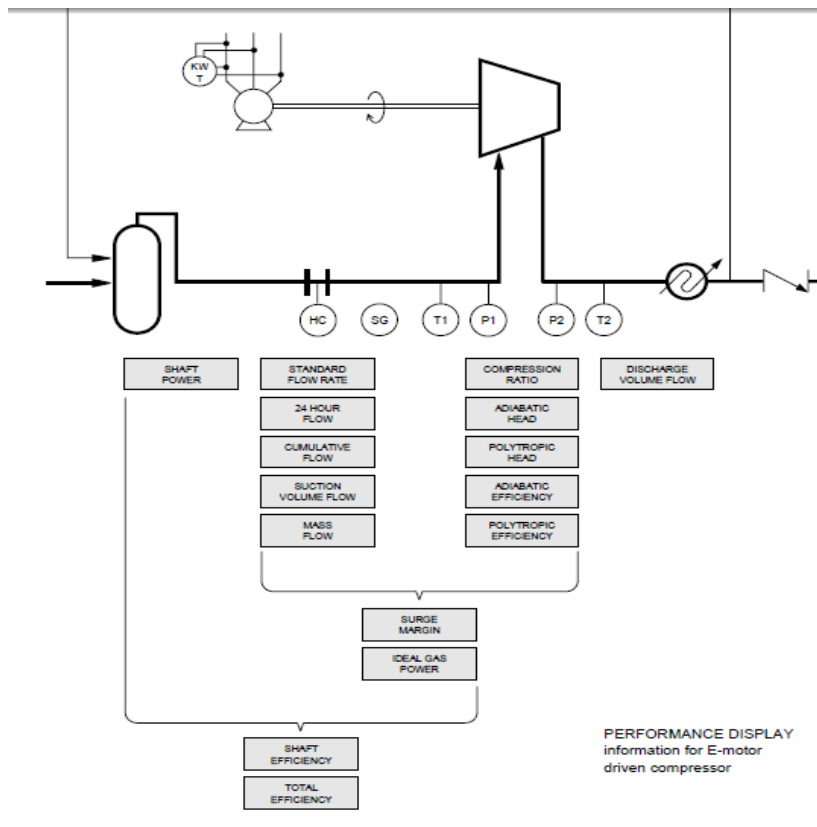 KW
T
HC
SG
T1
P1
P2
T2
SHAFT
POWER
STANDARD
FLOW RATE
COMPRESSION
RATIO
DISCHARGE
VOLUME FLOW
24 HOUR
FLOW
ADIABATIC
HEAD
CUMULATIVE
FLOW
POLYTROPIC
HEAD
SUCTION
VOLUME FLOW
ADIABATIC
EFFICIENCY
MASS
FLOW
POLYTROPIC
EFFICIENCY
SURGE
MARGIN
IDEAL GAS
POWER
SHAFT
EFFICIENCY
TOTAL
EFFICIENCY
PERFORMANCE DISPLAY
information for E-motor
driven compressor